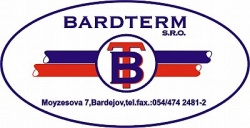 BARDTERM
S.R.O.
TB
Moyzesova 7,Bardejov,tel.fax.:054/474 2481-2